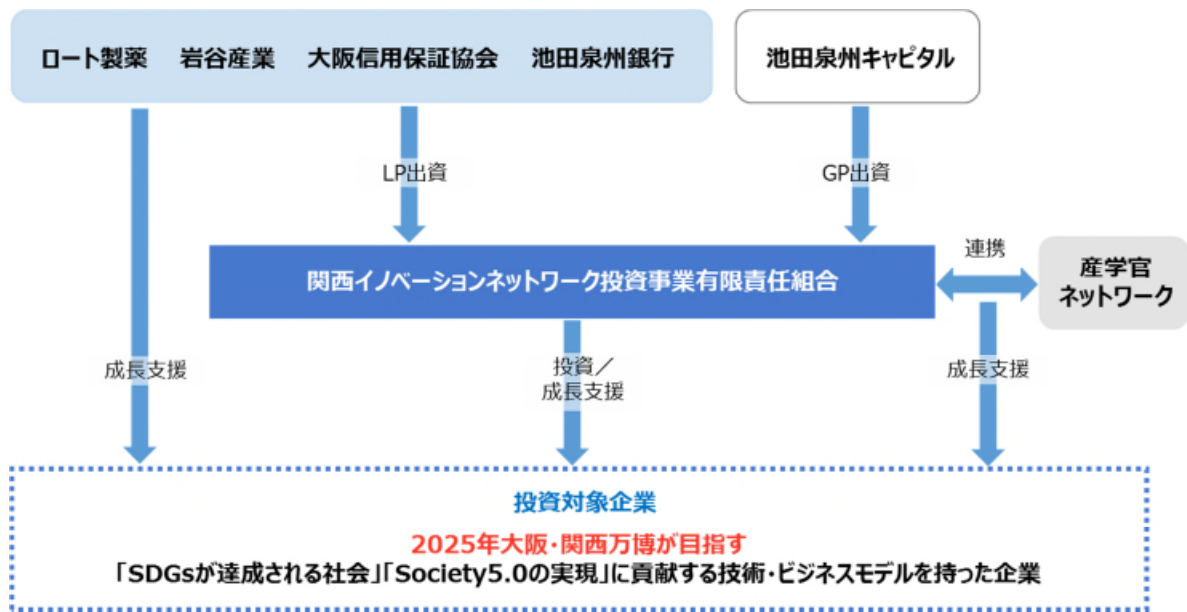 ロート製薬 岩谷産業 大阪信用保証協会 池田泉州銀行
池田泉州キャピタル
LP出資
GP出資
関西イノベーションネットワーク投資事業有限責任組合
連携
産学官
ネットワーク
成長支援
投資／
成長支援
成長支援
投資対象企業
2025年大阪・関西万博が目指す
「SDGsが達成される社会」「Society5.0の実現」に貢献する技術・ビジネスモデルを持った企業